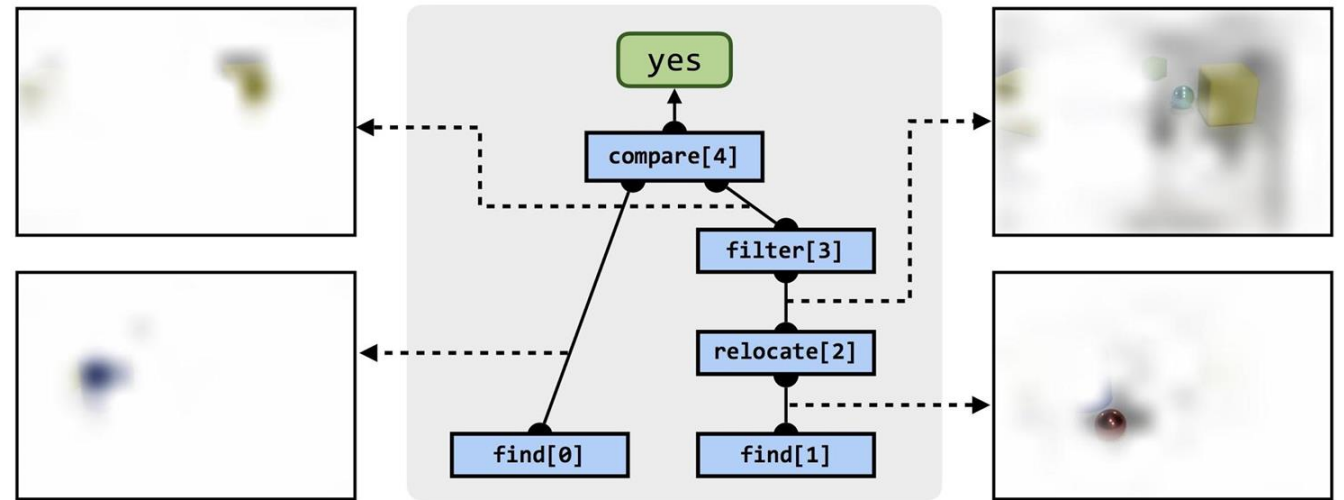 yes
compare[4]
filter[3]
relocate[2]
find[0]
find[1]